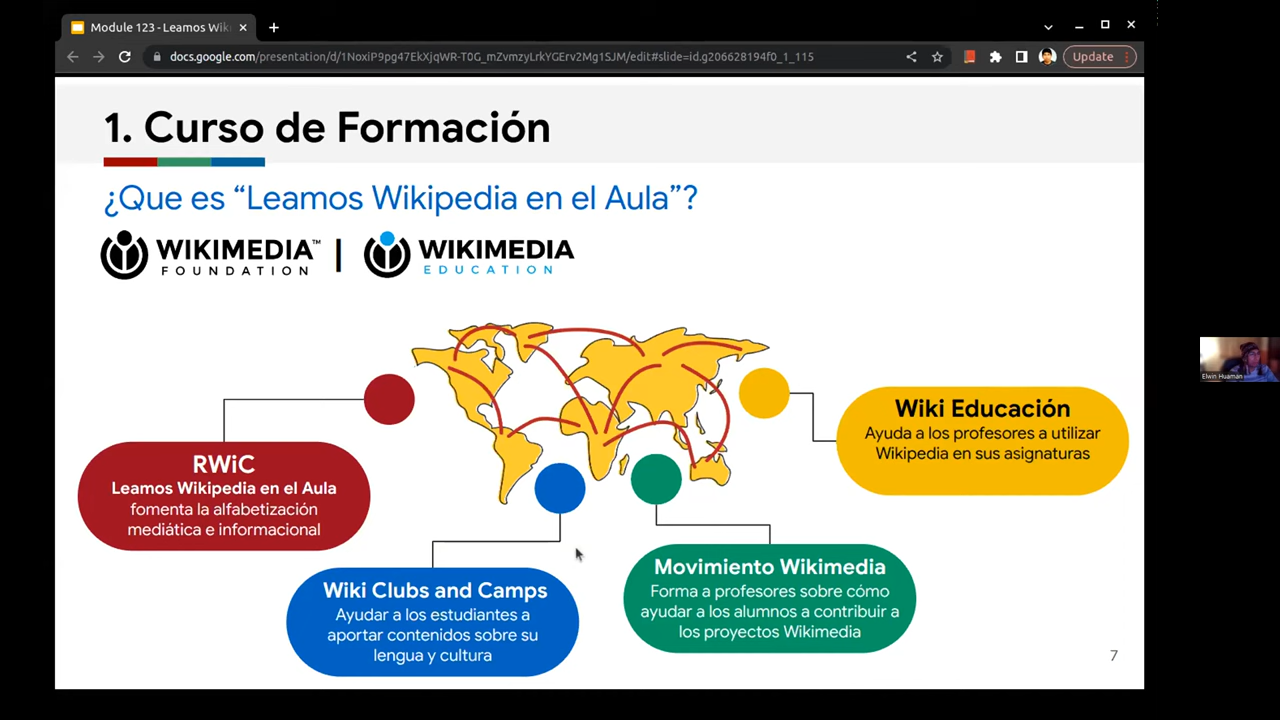 Module 123 - Leamos Wiki
docs.google.com/presentation/d/1NoxiP9pg47EkXjqWR-T0G_mZvmzyLrkYGErv2Mg1SJM/edit#slide=id.g206628194f0_1_115
Update
1. Curso de Formación
¿Que es “Leamos Wikipedia en el Aula”?
WIKIMEDIA™
FOUNDATION
WIKIMEDIA
EDUCATION
Wiki Educación
Ayuda a los profesores a utilizar
Wikipedia en sus asignaturas
RWiC
Leamos Wikipedia en el Aula
fomenta la alfabetización
mediática e informacional
Wiki Clubs and Camps
Ayudar a los estudiantes a
aportar contenidos sobre su
lengua y cultura
Movimiento Wikimedia
Forma a profesores sobre cómo
ayudar a los alumnos a contribuir a
los proyectos Wikimedia
7
Elwin Huaman